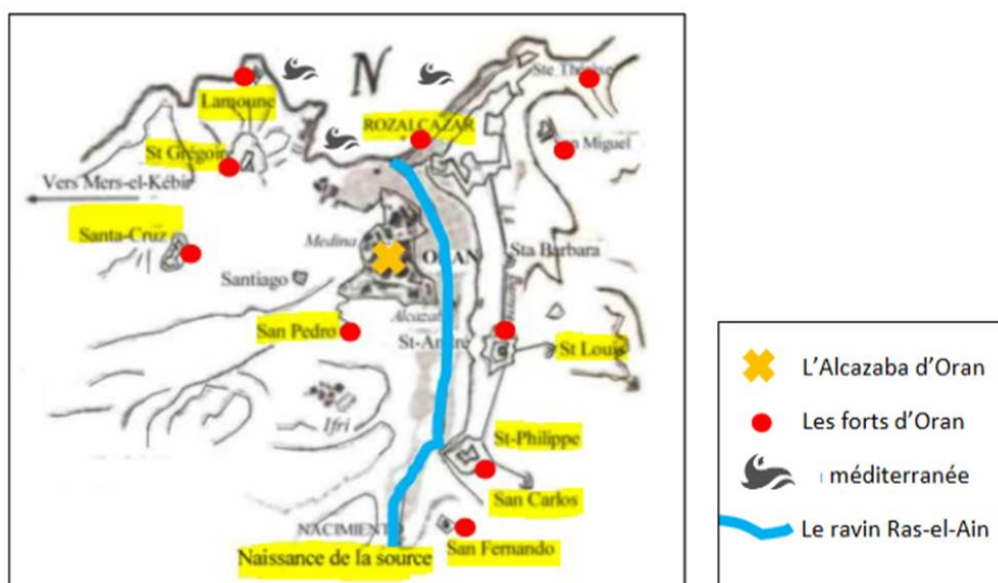 N
Lamoune
ROZALCAZAR
Ste Thérèse
St Grégoire
Miguel
Vers Mers-el-Kébir
Santa-Cruz
Medina
ORAN
Sta Barbara
Santiago
Alcazaba
San Pedro
St-André
St Louis
Ifri
St-Philippe
San Carlos
NACIMIENTO
San Fernando
Naissance de la source
L'Alcazaba d'Oran
Les forts d'Oran
méditerranée
Le ravin Ras-el-Ain